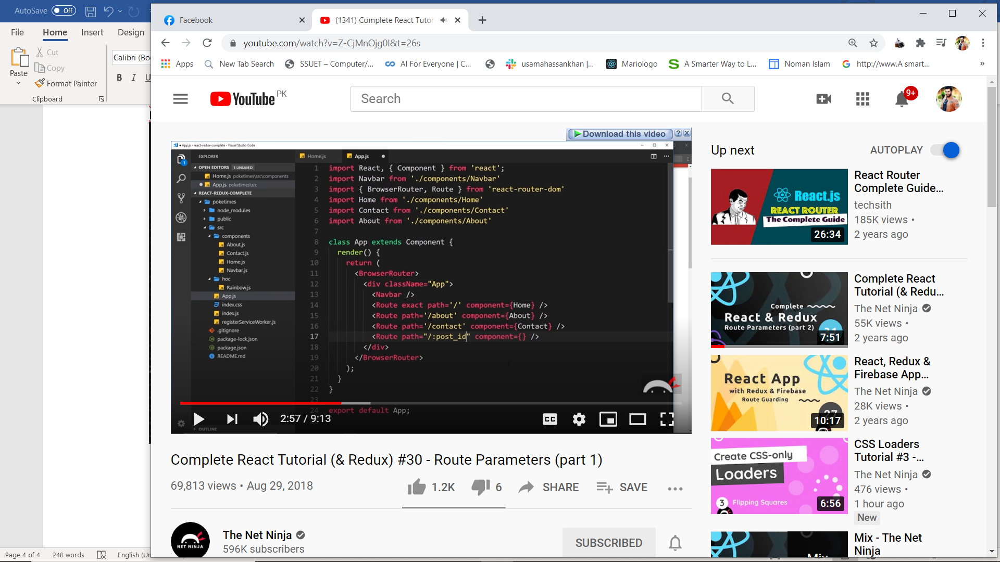 AutoSave Off
File Home Insert Design
Paste
Cut
Copy
Format Painter
Clipboard
Calibri (Bo
B I U
Facebook
(1341) Complete React Tutor
youtube.com/watch?v=Z-CjMnOjg0I&t=26s
Apps New Tab Search SSUET – Computer/... AI For Everyone | C... usamahassankhan |... Mariologo A Smarter Way to L... Noman Islam http://www.A smart... »
YouTube PK
Search
9+
Download this video ? X
● App.js - react-redux-complete - Visual Studio Code
EXPLORER
OPEN EDITORS 1 UNSAVED
Home.js poketimes\src\components
App.js poketimes\src
REACT-REDUX-COMPLETE
poketimes
node_modules
public
src
components
About.js
Contact.js
Home.js
Navbar.js
hoc
Rainbow.js
App.js
index.css
index.js
registerServiceWorker.js
.gitignore
package-lock.json
package.json
README.md
OUTLINE
Home.js App.js
1 import React, { Component } from 'react';
2 import Navbar from './components/Navbar'
3 import { BrowserRouter, Route } from 'react-router-dom'
4 import Home from './components/Home'
5 import Contact from './components/Contact'
6 import About from './components/About'
7
8 class App extends Component {
9 render() {
10 return (
11 <BrowserRouter>
12 <div className="App">
13 <Navbar />
14 <Route exact path='/' component={Home} />
15 <Route path='/about' component={About} />
16 <Route path='/contact' component={Contact} />
17 <Route path="/:post_id" component={} />
18 </div>
19 </BrowserRouter>
20 );
21 }
22 }
23
24 export default App;
2:57 / 9:13
CC
Complete React Tutorial (& Redux) #30 - Route Parameters (part 1)
69,813 views • Aug 29, 2018
1.2K 6 SHARE SAVE
NET NINJA
The Net Ninja
596K subscribers
SUBSCRIBED
Up next AUTOPLAY
React.js
REACT ROUTER
The Complete Guide
26:34
React Router
Complete Guide...
techsith
185K views •
2 years ago
Complete
React & Redux
Route Parameters (part 2)
31
7:51
Complete React
Tutorial (& Redu...
The Net Ninja
55K views •
2 years ago
React App
with Redux & Firebase
Route Guarding
27
10:17
React, Redux &
Firebase App...
The Net Ninja
28K views •
2 years ago
Create CSS-only
Loaders
3 Flipping Squares
6:56
CSS Loaders
Tutorial #3 -...
The Net Ninja
476 views •
1 hour ago
New
Mix - The Net
Ninja
Page 4 of 4 248 words English (Un